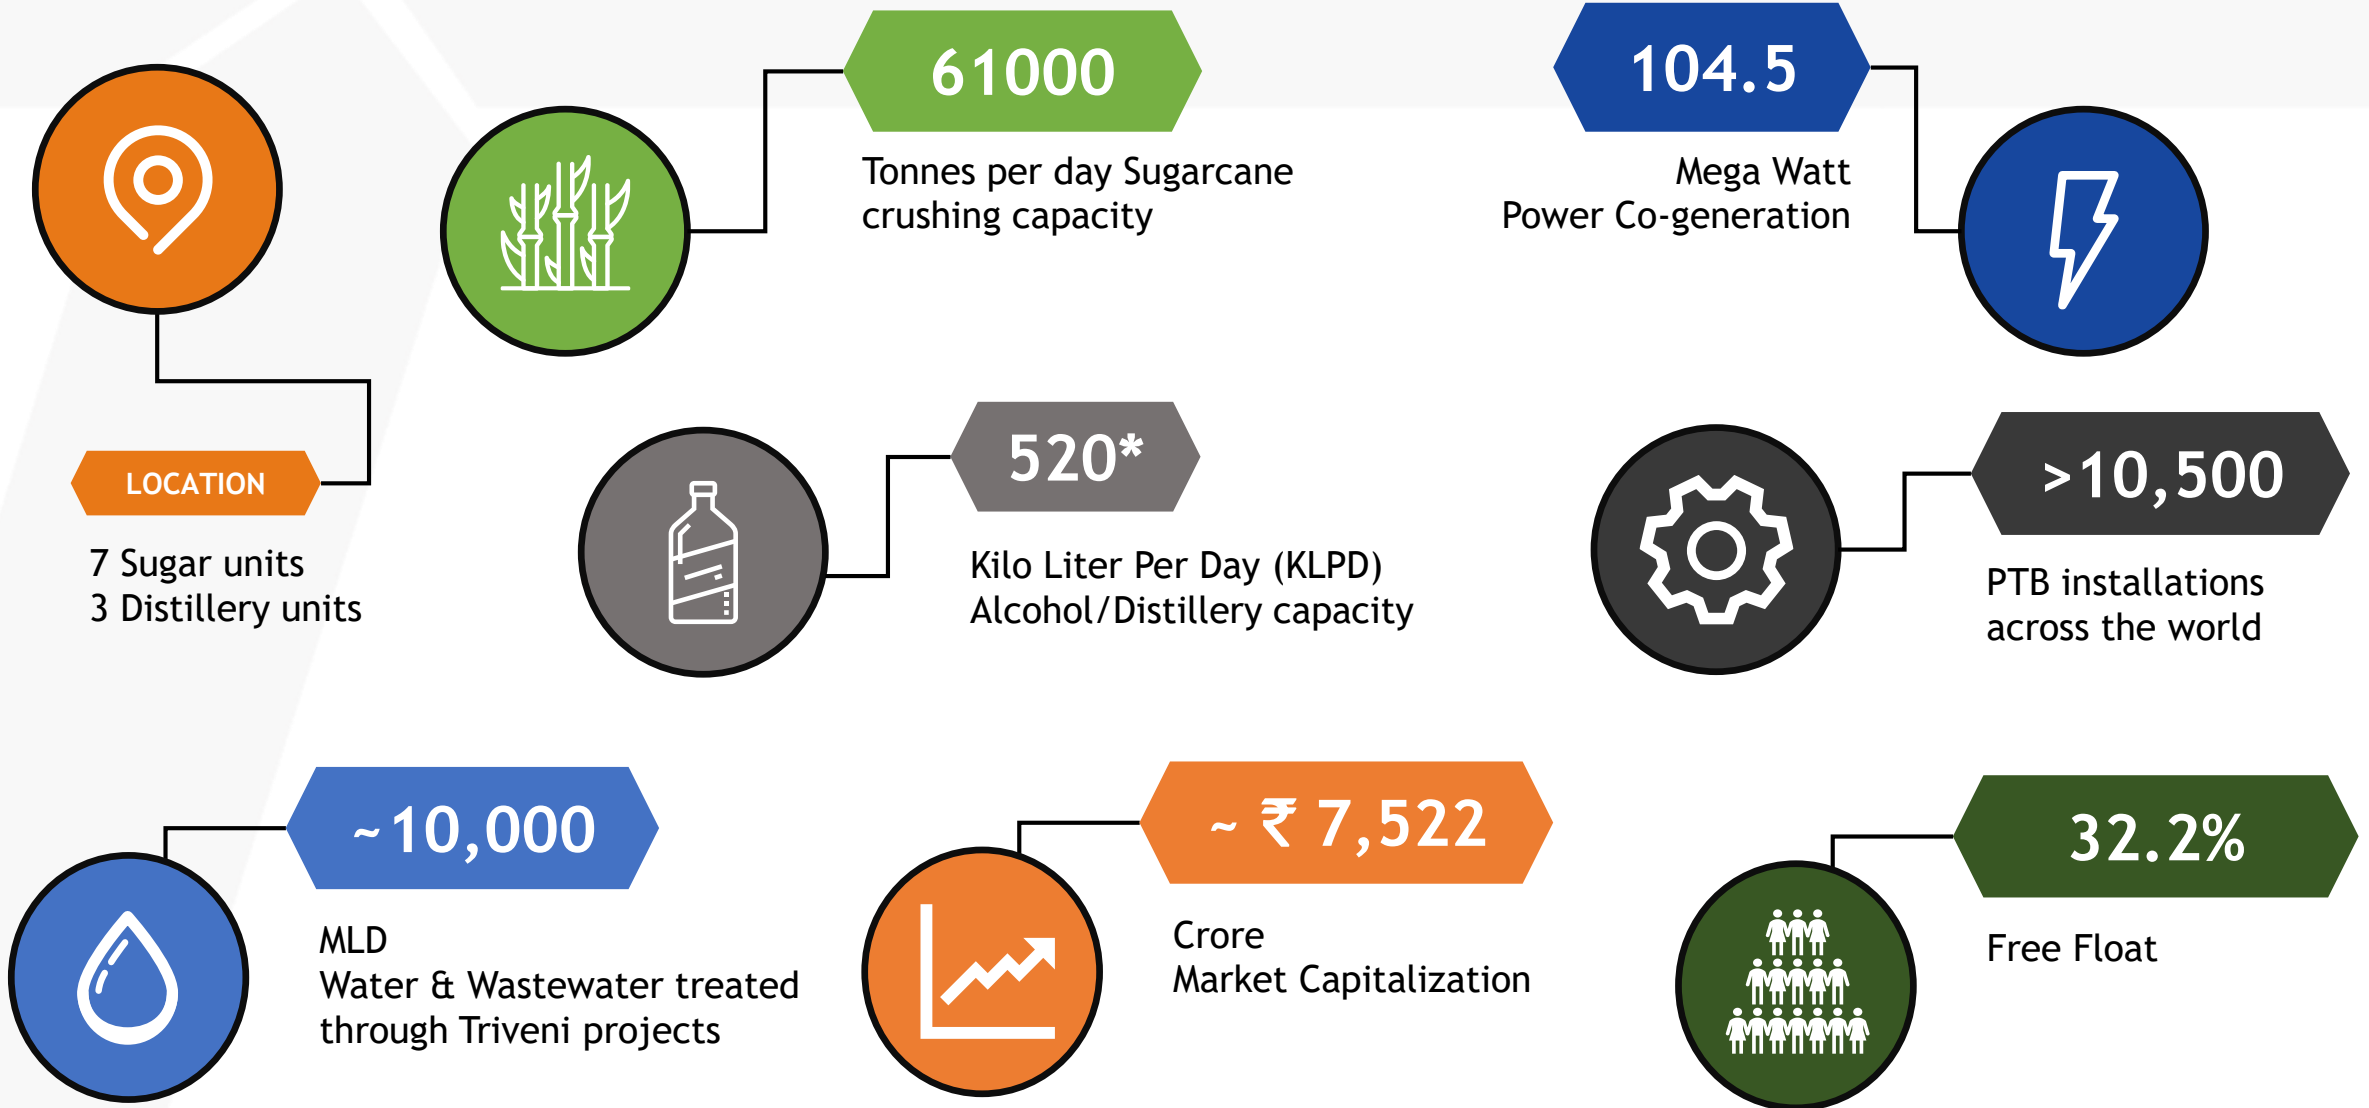 61000
Tonnes per day Sugarcane
crushing capacity
104.5
Mega Watt
Power Co-generation
LOCATION
7 Sugar units
3 Distillery units
520*
Kilo Liter Per Day (KLPD)
Alcohol/Distillery capacity
>10,500
PTB installations
across the world
~10,000
MLD
Water & Wastewater treated
through Triveni projects
~ ₹ 7,522
Crore
Market Capitalization
32.2%
Free Float